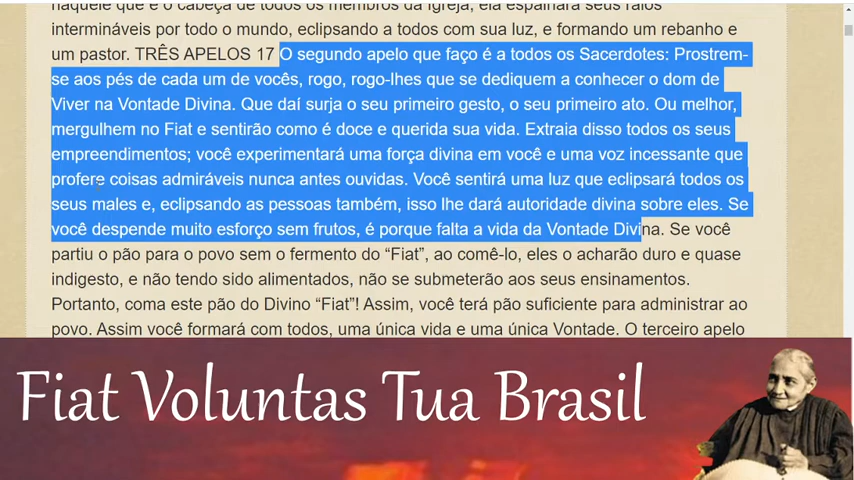 naquele que é o cabeça de todos os membros da Igreja, ela espalhará seus raios
intermináveis por todo o mundo, eclipsando a todos com sua luz, e formando um rebanho e
um pastor. TRÊS APELOS 17 O segundo apelo que faço é a todos os Sacerdotes: Prostrem-
se aos pés de cada um de vocês, rogo, rogo-lhes que se dediquem a conhecer o dom de
Viver na Vontade Divina. Que daí surja o seu primeiro gesto, o seu primeiro ato. Ou melhor,
mergulhem no Fiat e sentirão como é doce e querida sua vida. Extraia disso todos os seus
empreendimentos; você experimentará uma força divina em você e uma voz incessante que
profere coisas admiráveis nunca antes ouvidas. Você sentirá uma luz que eclipsará todos os
seus males e, eclipsando as pessoas também, isso lhe dará autoridade divina sobre eles. Se
você despende muito esforço sem frutos, é porque falta a vida da Vontade Divina. Se você
partiu o pão para o povo sem o fermento do “Fiat”, ao comê-lo, eles o acharão duro e quase
indigesto, e não tendo sido alimentados, não se submeterão aos seus ensinamentos.
Portanto, coma este pão do Divino “Fiat”! Assim, você terá pão suficiente para administrar ao
povo. Assim você formará com todos, uma única vida e uma única Vontade. O terceiro apelo
Fiat Voluntas Tua Brasil